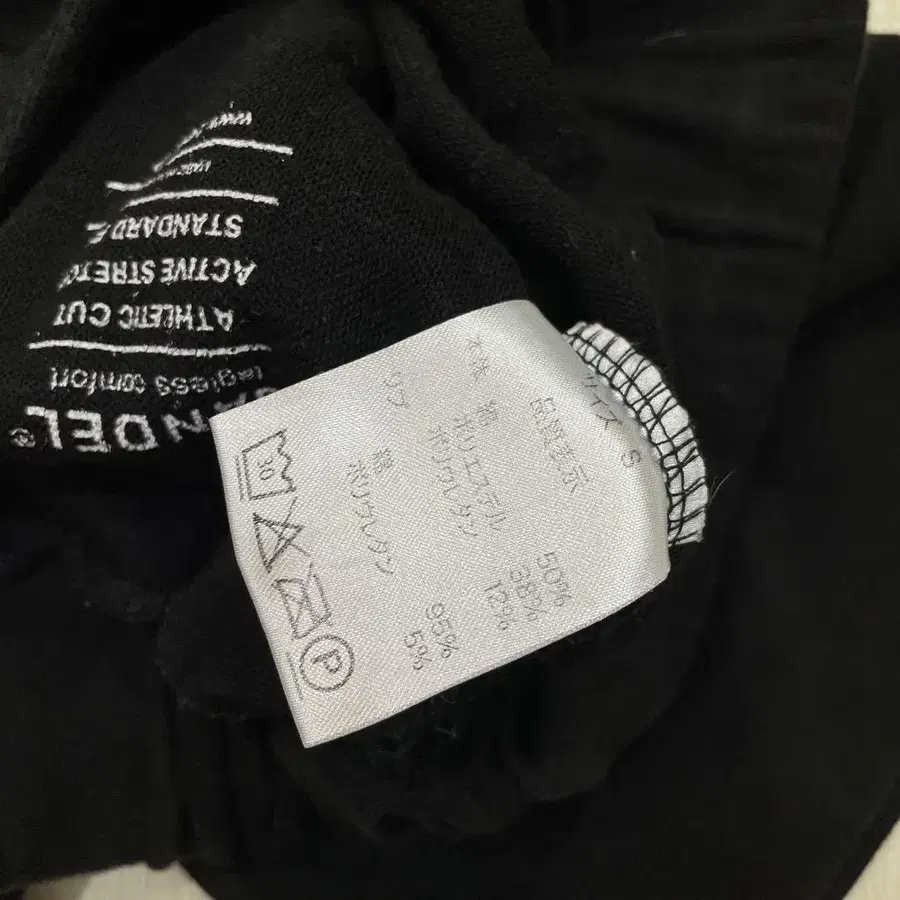 サイズ S
品質表示
本体
綿 50%
ポリエステル 38%
ポリウレタン 12%
リブ
綿 95%
ポリウレタン 5%
30
P
ANDEL®
tagless comfort
ATHLETIC CUT
ACTIVE STRETC
STANDARD